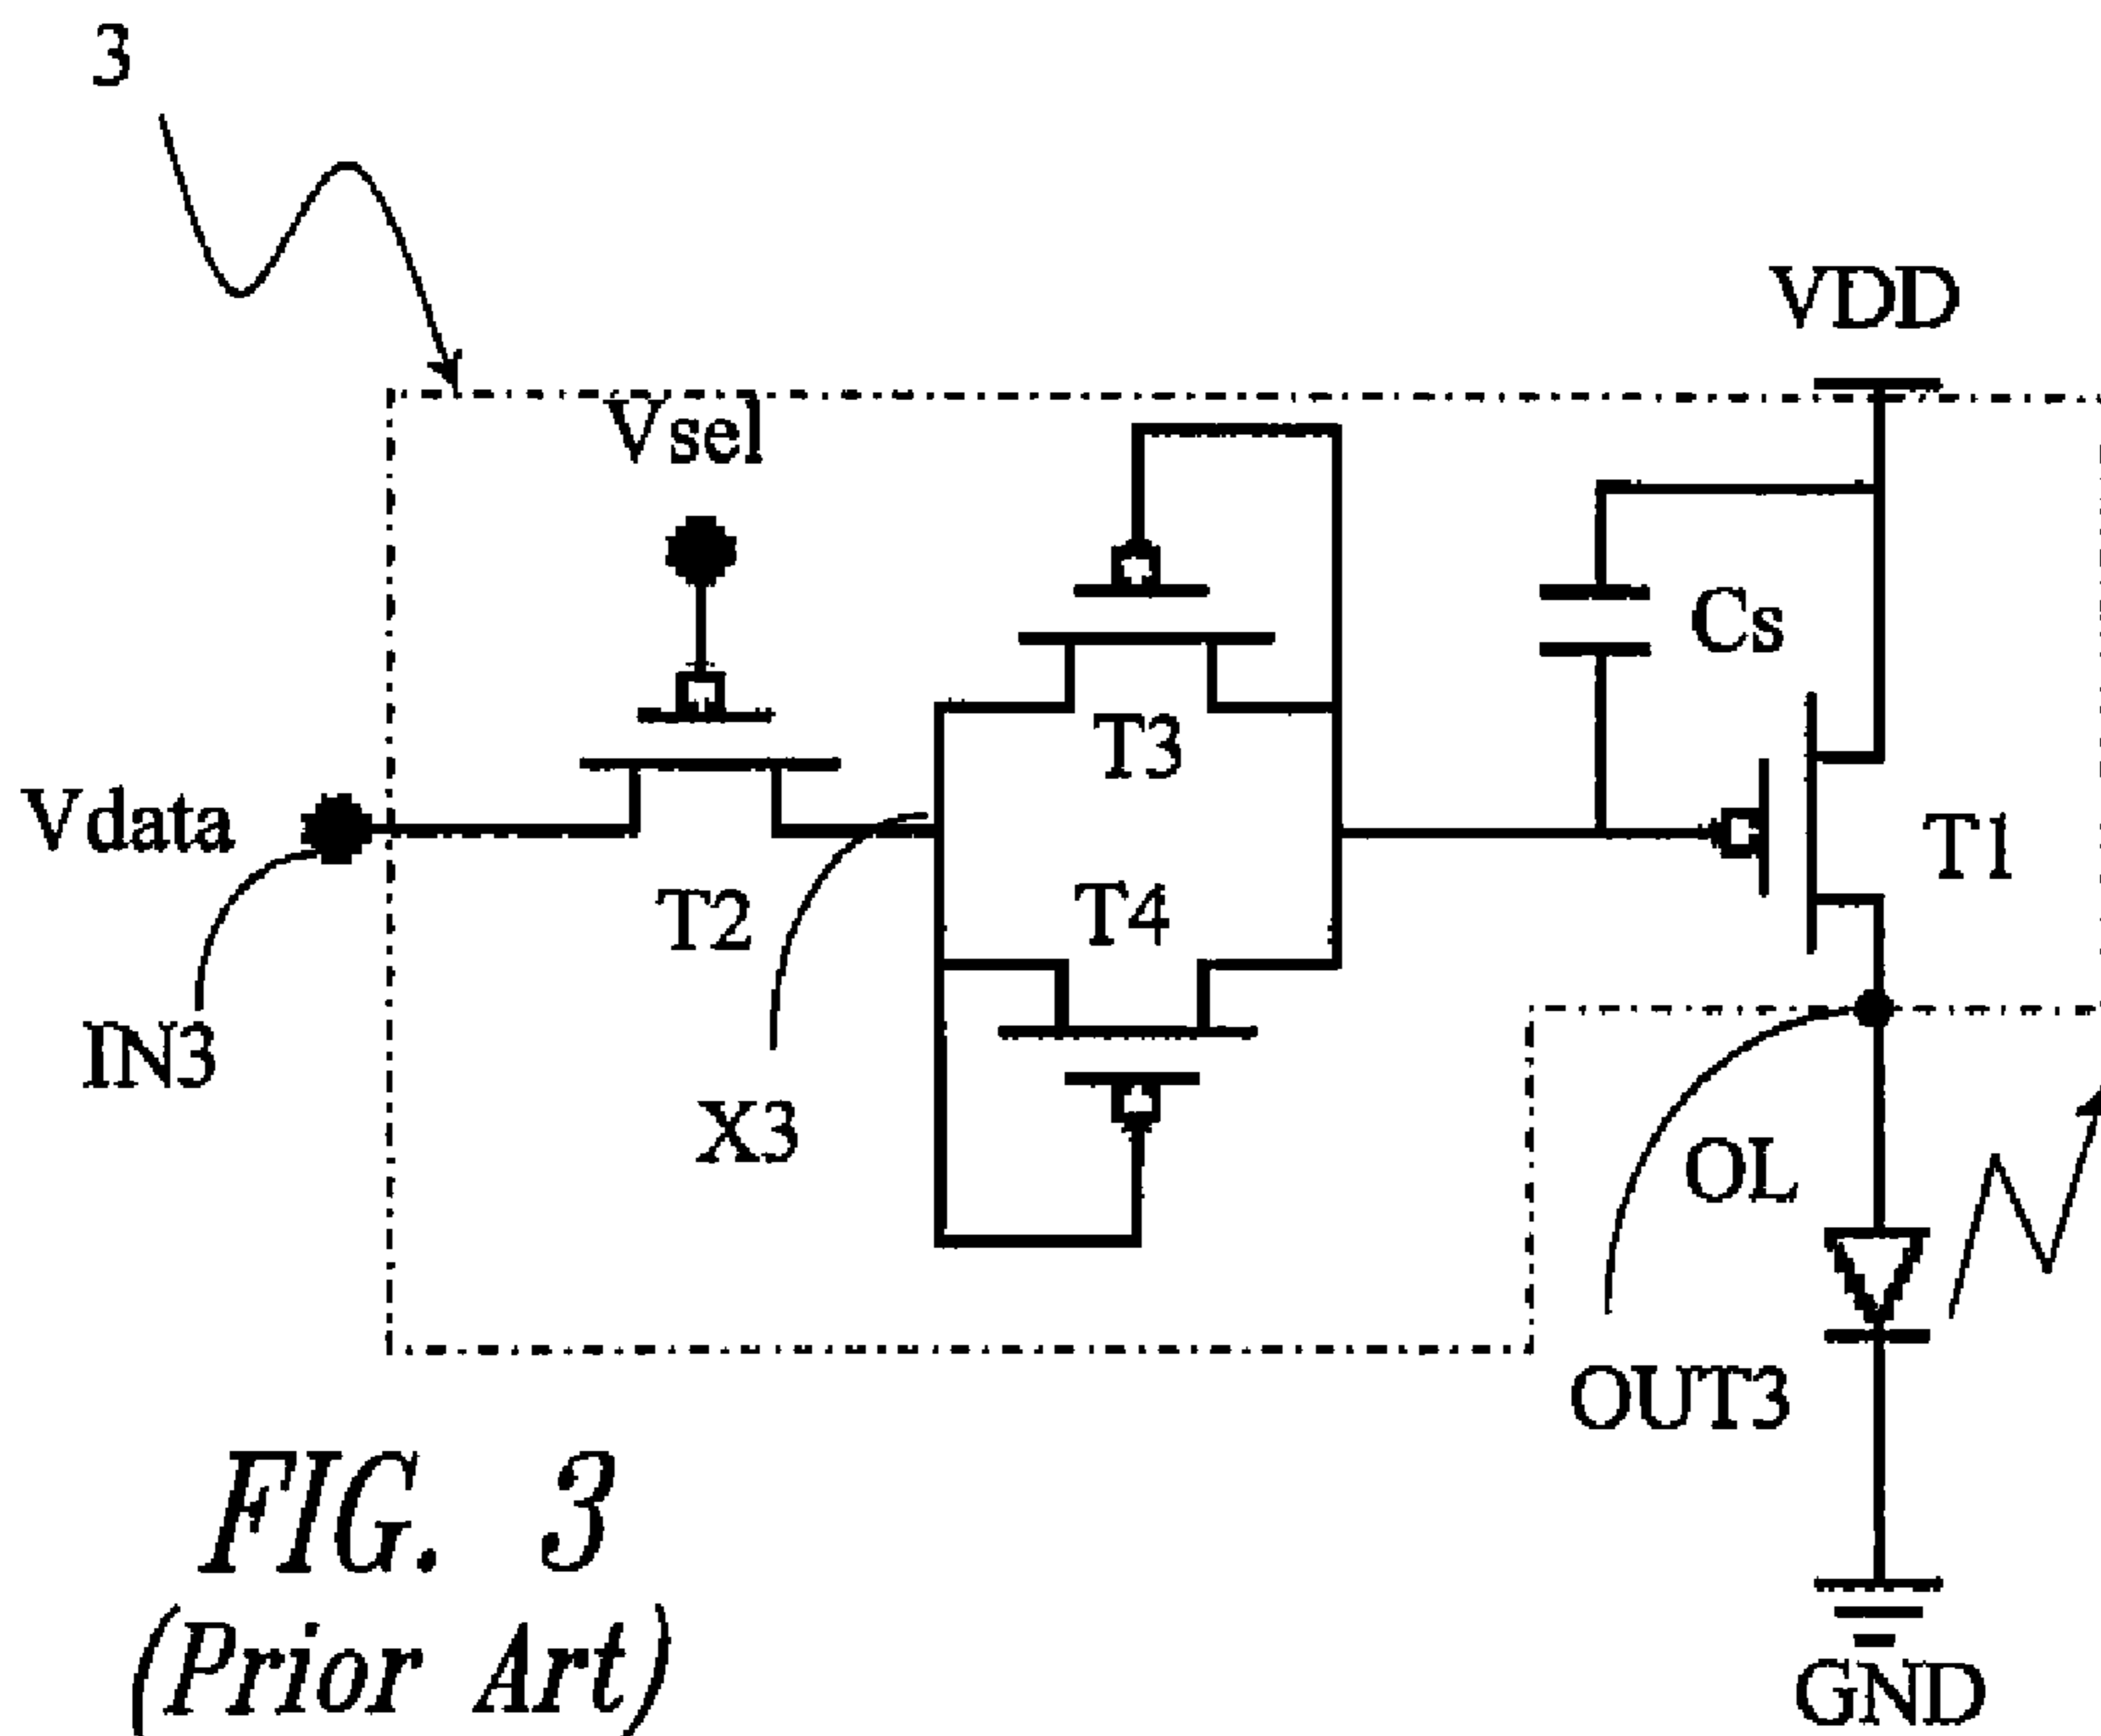 3
VDD
Vsel
Cs
T3
Vdata
T1
T2
T4
IN3
X3
OL
OUT3
FIG. 3
(Prior Art)
GND